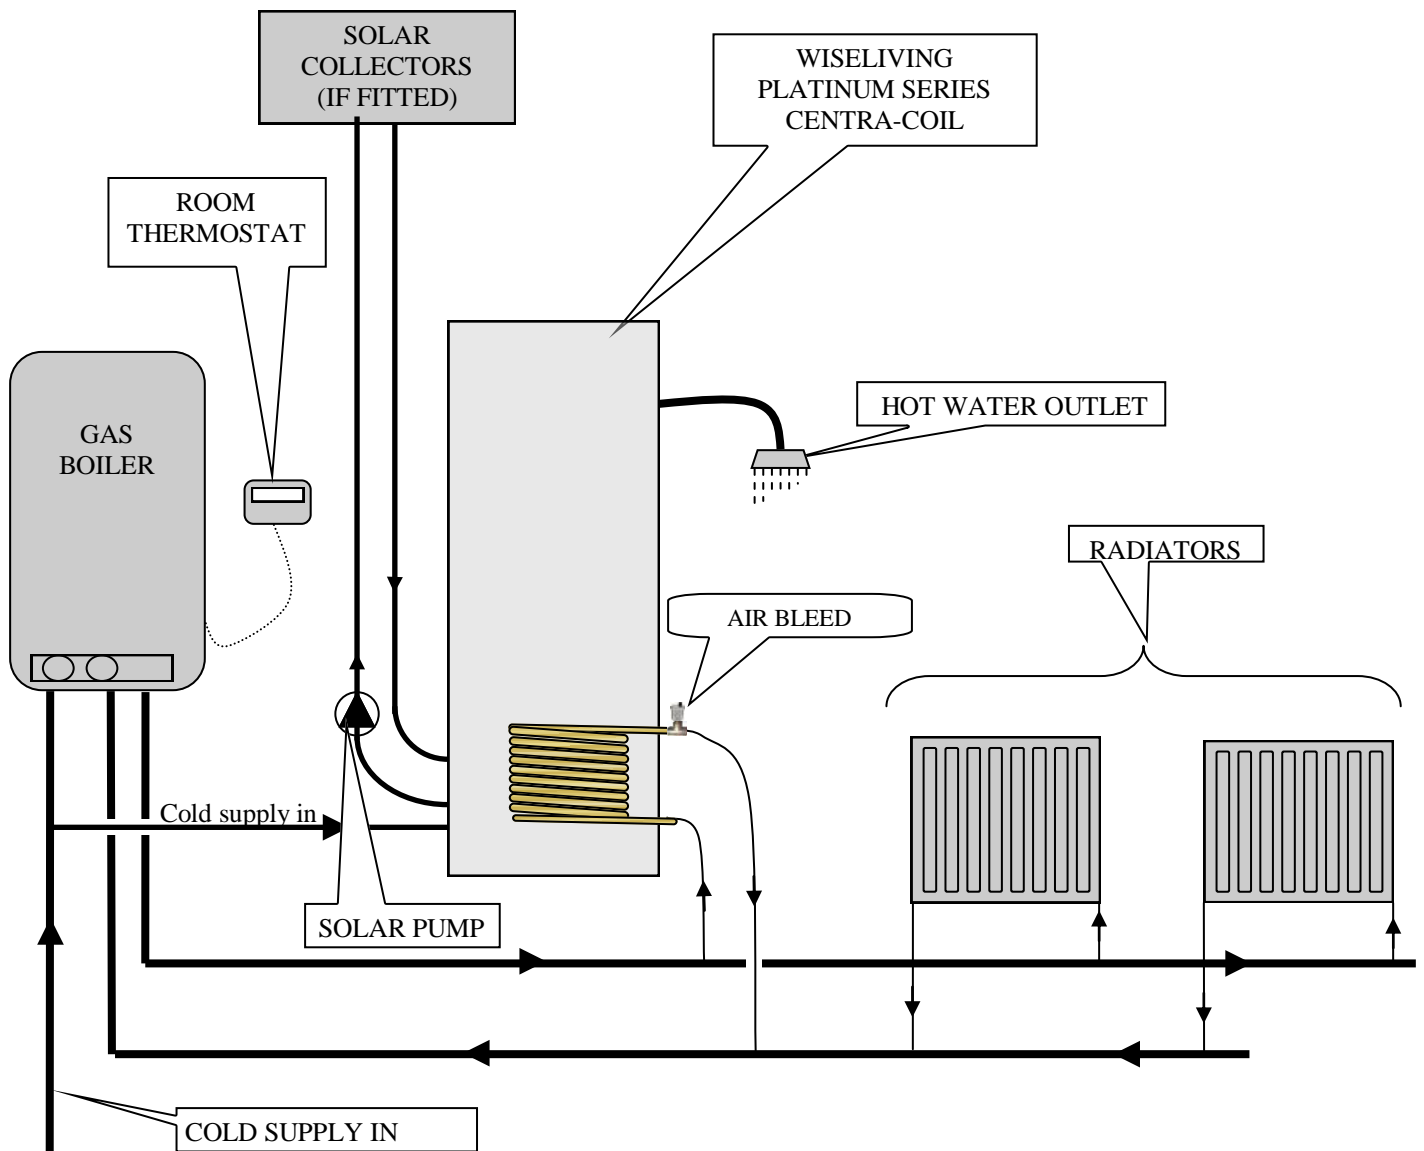 SOLAR
COLLECTORS
(IF FITTED)
WISELIVING
PLATINUM SERIES
CENTRA-COIL
ROOM
THERMOSTAT
HOT WATER OUTLET
GAS
BOILER
RADIATORS
AIR BLEED
Cold supply in
SOLAR PUMP
COLD SUPPLY IN